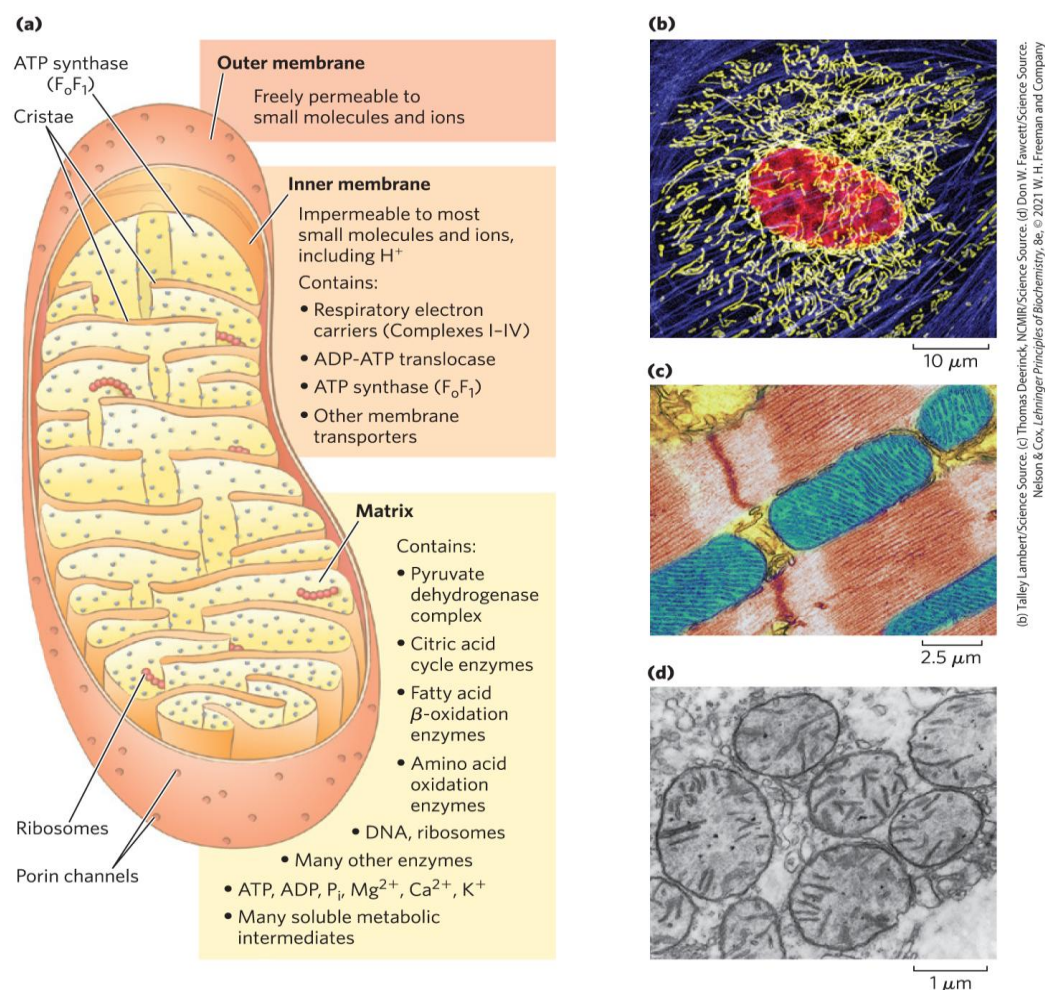 (a)
ATP synthase
(FoF1)
Cristae
Outer membrane
Freely permeable to
small molecules and ions
Inner membrane
Impermeable to most
small molecules and ions,
including H⁺
Contains:
• Respiratory electron
carriers (Complexes I–IV)
• ADP-ATP translocase
• ATP synthase (FoF1)
• Other membrane
transporters
Matrix
Contains:
• Pyruvate
dehydrogenase
complex
• Citric acid
cycle enzymes
• Fatty acid
β-oxidation
enzymes
• Amino acid
oxidation
enzymes
• DNA, ribosomes
• Many other enzymes
• ATP, ADP, Pi, Mg²⁺, Ca²⁺, K⁺
• Many soluble metabolic
intermediates
Ribosomes
Porin channels
(b)
10 μm
(c)
2.5 μm
(d)
1 μm
(b) Talley Lambert/Science Source. (c) Thomas Deerinck, NCMIR/Science Source. (d) Don W. Fawcett/Science Source.
Nelson & Cox, Lehninger Principles of Biochemistry, 8e, © 2021 W. H. Freeman and Company